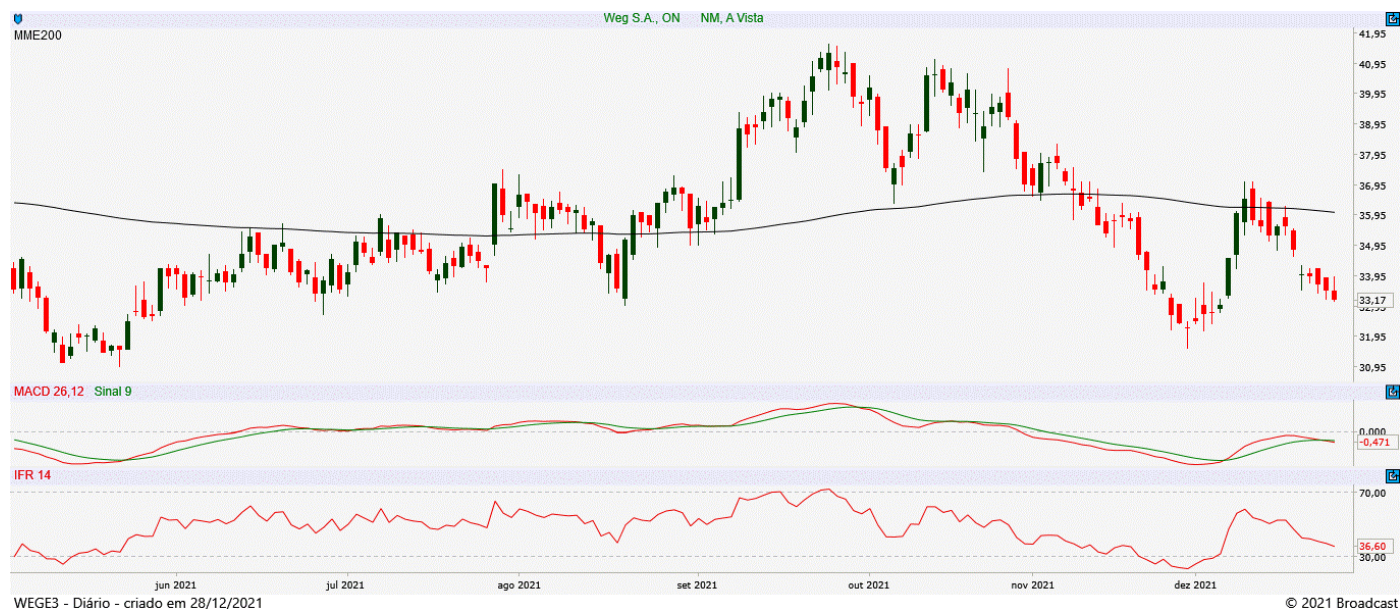 Weg S.A., ON NM, A Vista
MME200
41,95
40,95
39,95
38,95
37,95
36,95
35,95
34,95
33,95
33,17
31,95
30,95
MACD 26,12 Sinal 9
0,000
-0,471
IFR 14
70,00
36,60
30,00
jun 2021 jul 2021 ago 2021 set 2021 out 2021 nov 2021 dez 2021
WEGE3 - Diário - criado em 28/12/2021 © 2021 Broadcast